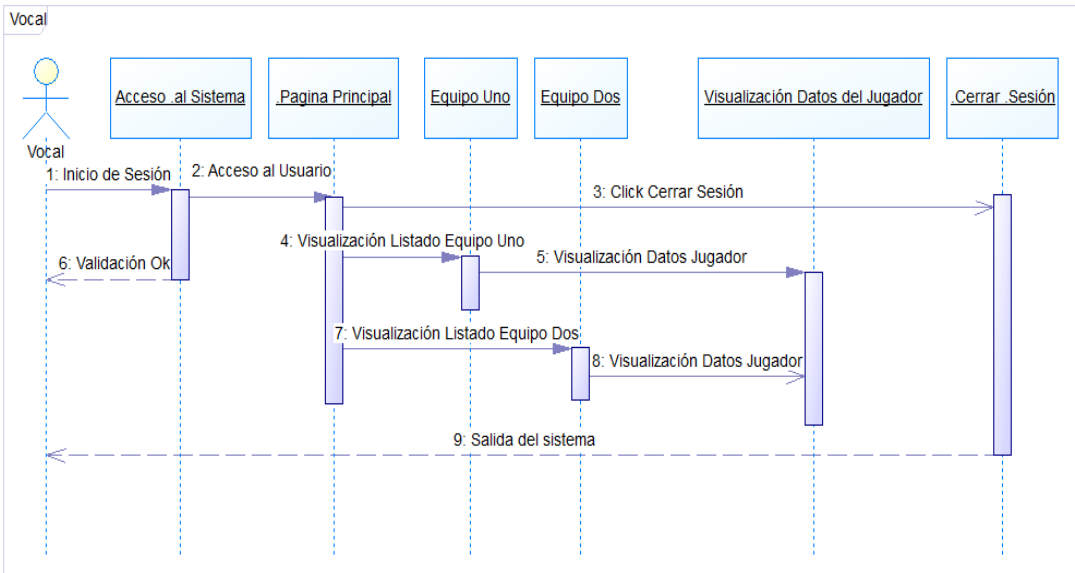 Vocal
Acceso .al Sistema
.Pagina Principal
Equipo Uno
Equipo Dos
Visualización Datos del Jugador
.Cerrar .Sesión
Vocal
1: Inicio de Sesión
2: Acceso al Usuario
3: Click Cerrar Sesión
4: Visualización Listado Equipo Uno
5: Visualización Datos Jugador
6: Validación Ok
7: Visualización Listado Equipo Dos
8: Visualización Datos Jugador
9: Salida del sistema